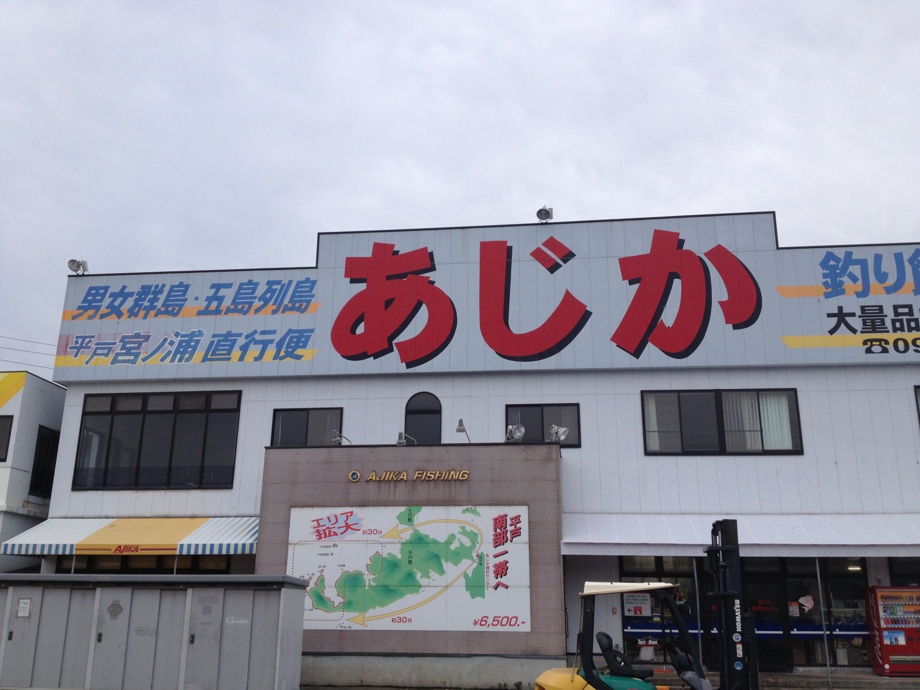 男女群島・五島列島
平戸宮ノ浦直行便
あじか
釣り
大量品
☎09
AJIKA FISHING
エリア
拡大
約30分
平戸
南部一帯へ
約30分
¥6,500.-
AJIKA
KOMATSU